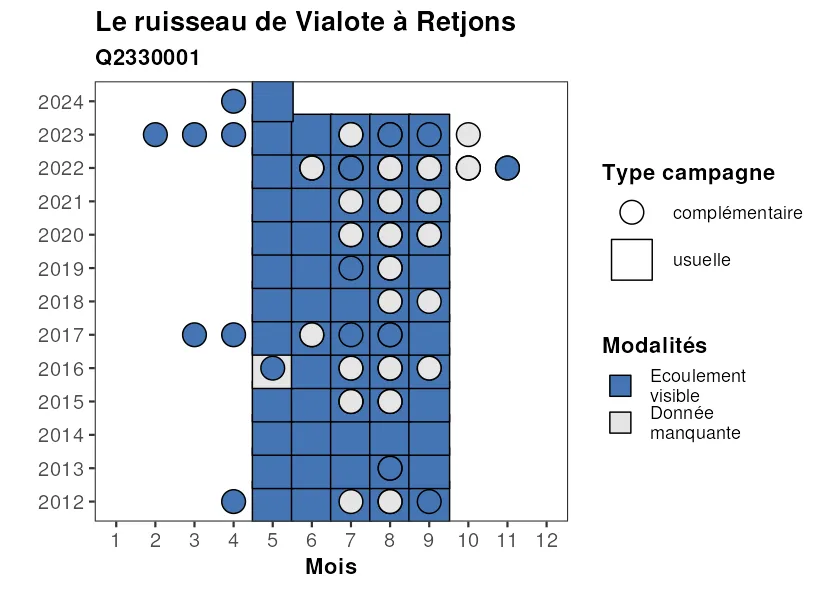 Le ruisseau de Vialote à Retjons
Q2330001
2024
2023
2022
2021
2020
2019
2018
2017
2016
2015
2014
2013
2012
1 2 3 4 5 6 7 8 9 10 11 12
Mois
Type campagne
complémentaire
usuelle
Modalités
Ecoulement
visible
Donnée
manquante